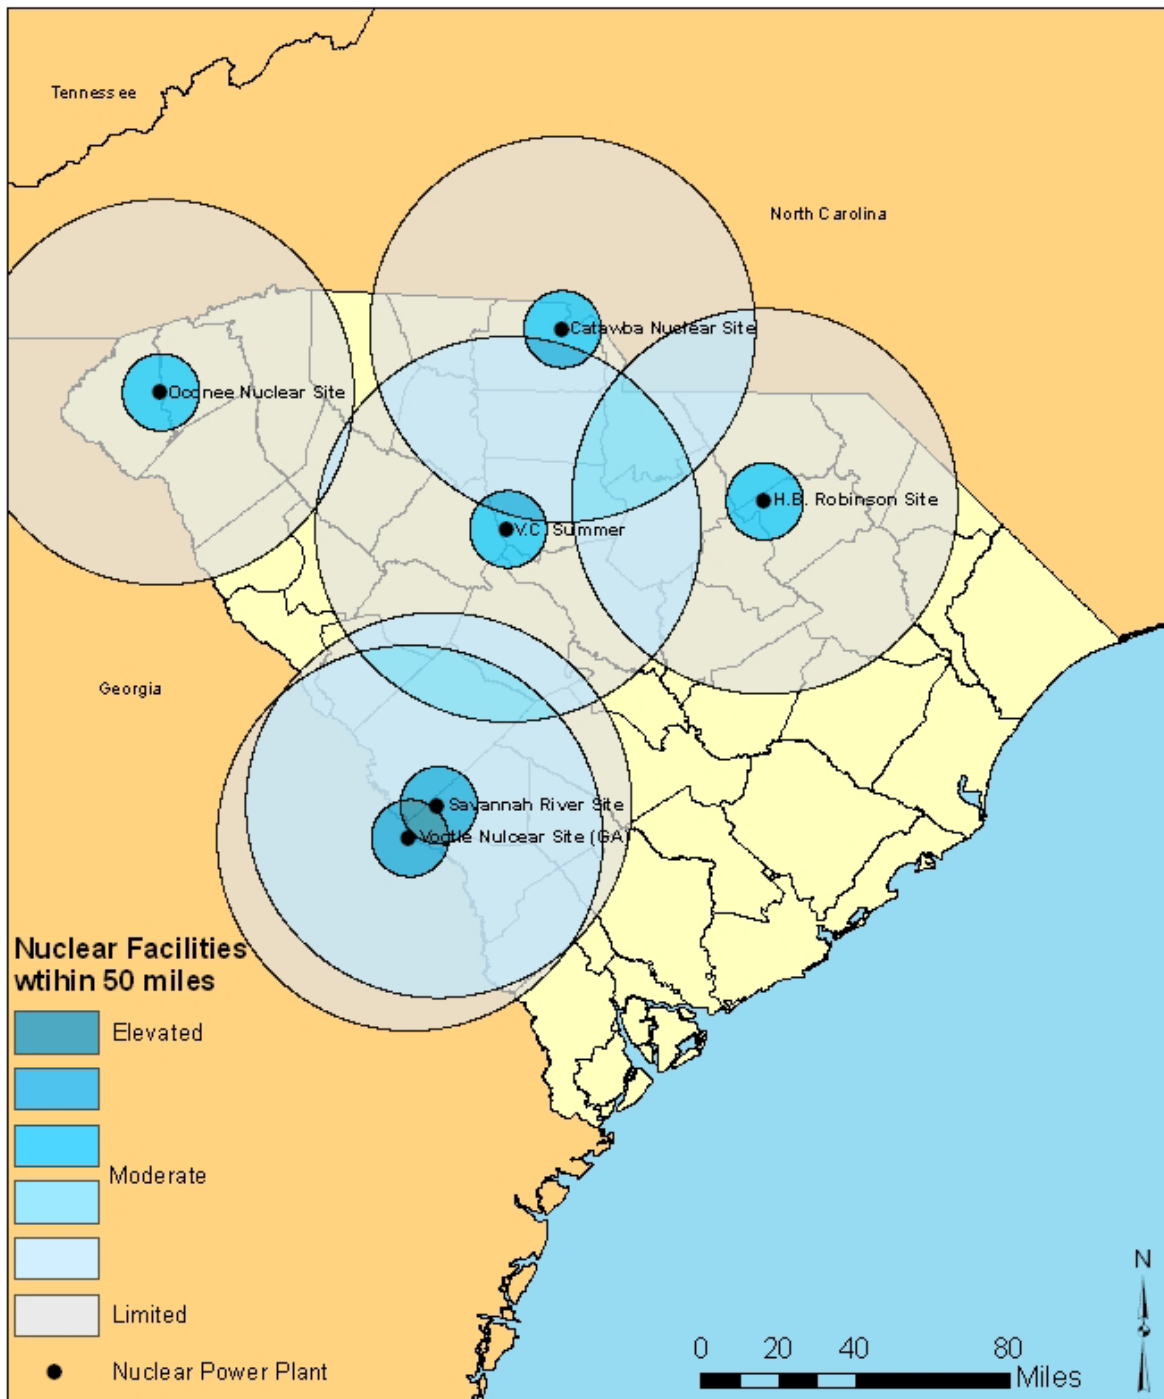 Tennessee
North Carolina
Catawba Nuclear Site
Oconee Nuclear Site
H.B. Robinson Site
V.C. Summer
Georgia
Savannah River Site
Vogtle Nulcear Site (GA)
Nuclear Facilities
wtihin 50 miles
Elevated
Moderate
Limited
Nuclear Power Plant
N
0 20 40 80
Miles